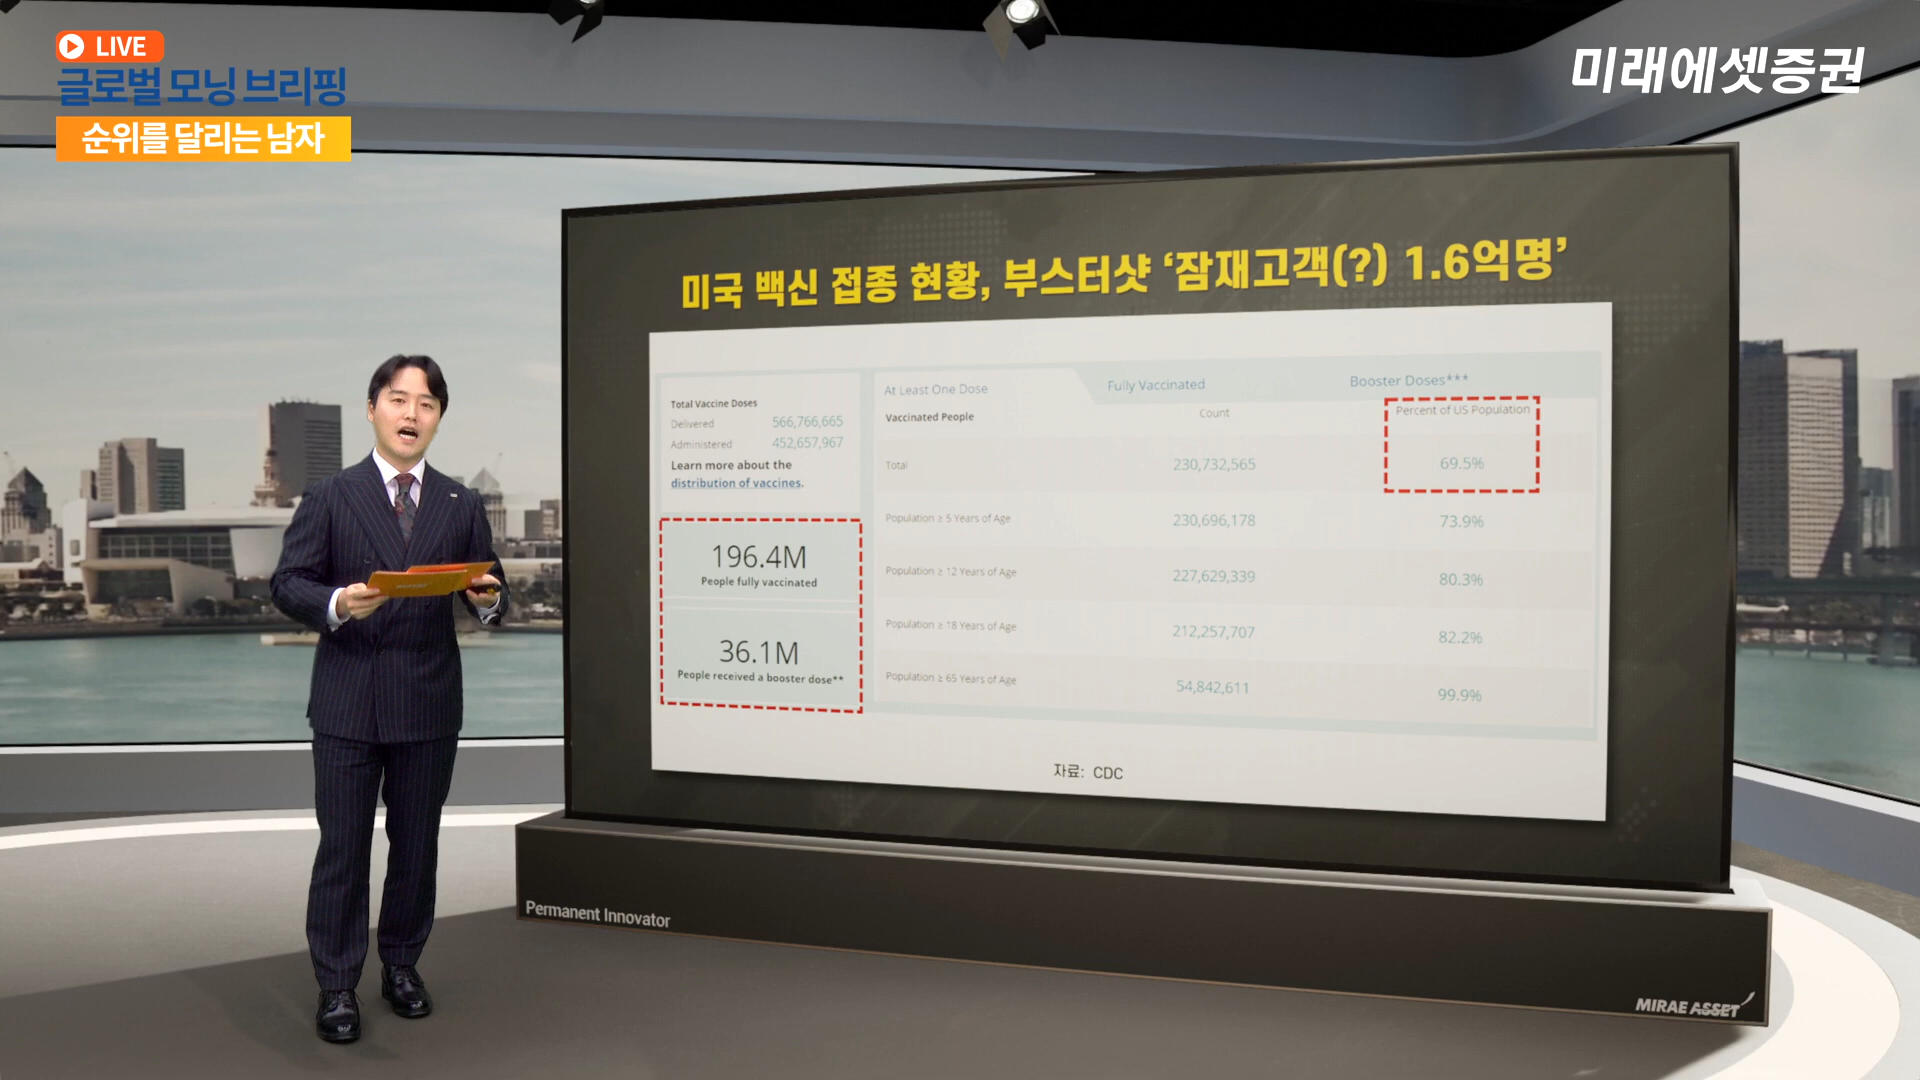 LIVE
글로벌 모닝 브리핑
순위를 달리는 남자
미래에셋증권
미국 백신 접종 현황, 부스터샷 ‘잠재고객(?) 1.6억명’
Total Vaccine Doses
Delivered 566,766,665
Administered 452,657,967
Learn more about the
distribution of vaccines.
196.4M
People fully vaccinated
36.1M
People received a booster dose**
At Least One Dose Fully Vaccinated Booster Doses***
Vaccinated People Count Percent of US Population
Total 230,732,565 69.5%
Population ≥ 5 Years of Age 230,696,178 73.9%
Population ≥ 12 Years of Age 227,629,339 80.3%
Population ≥ 18 Years of Age 212,257,707 82.2%
Population ≥ 65 Years of Age 54,842,611 99.9%
자료: CDC
Permanent Innovator
MIRAE ASSET